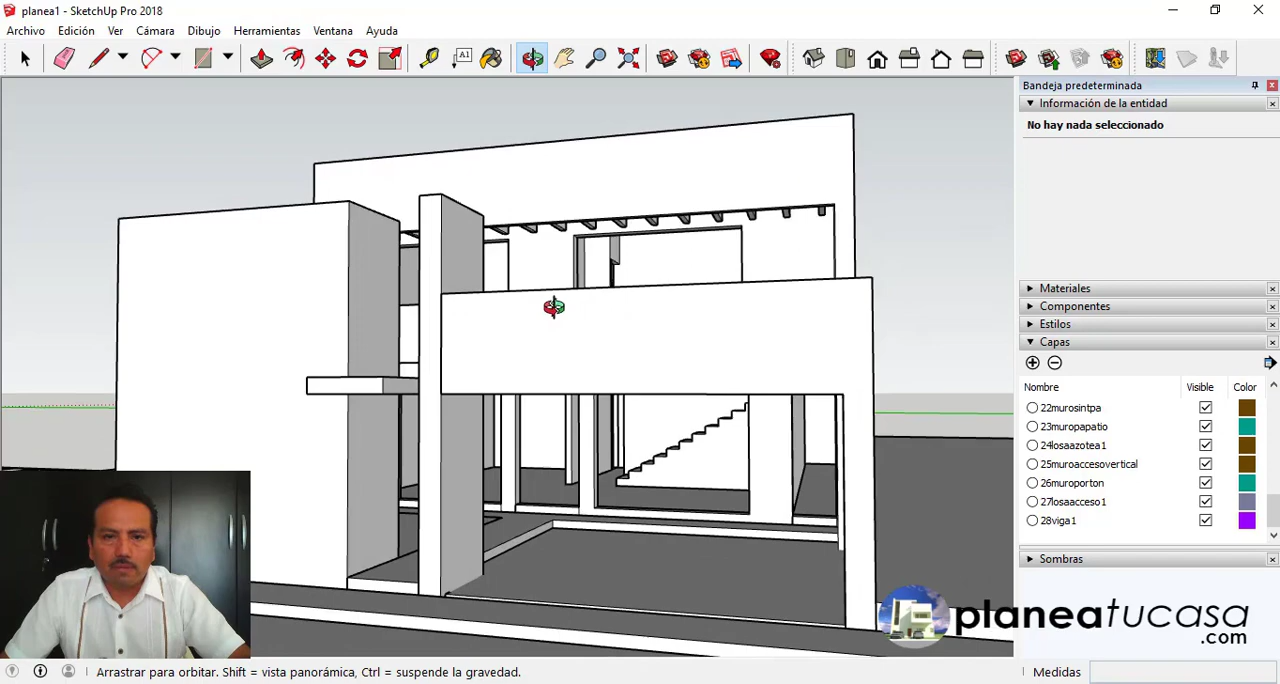 planea1 - SketchUp Pro 2018
Archivo Edición Ver Cámara Dibujo Herramientas Ventana Ayuda
A1
Bandeja predeterminada
Información de la entidad
No hay nada seleccionado
Materiales
Componentes
Estilos
Capas
Nombre Visible Color
22murosintpa
23muropapatio
24losaazotea1
25muroaccesovertical
26muroporton
27losaacceso1
28viga1
Sombras
planeatucasa
.com
Arrastrar para orbitar. Shift = vista panorámica, Ctrl = suspende la gravedad.
Medidas